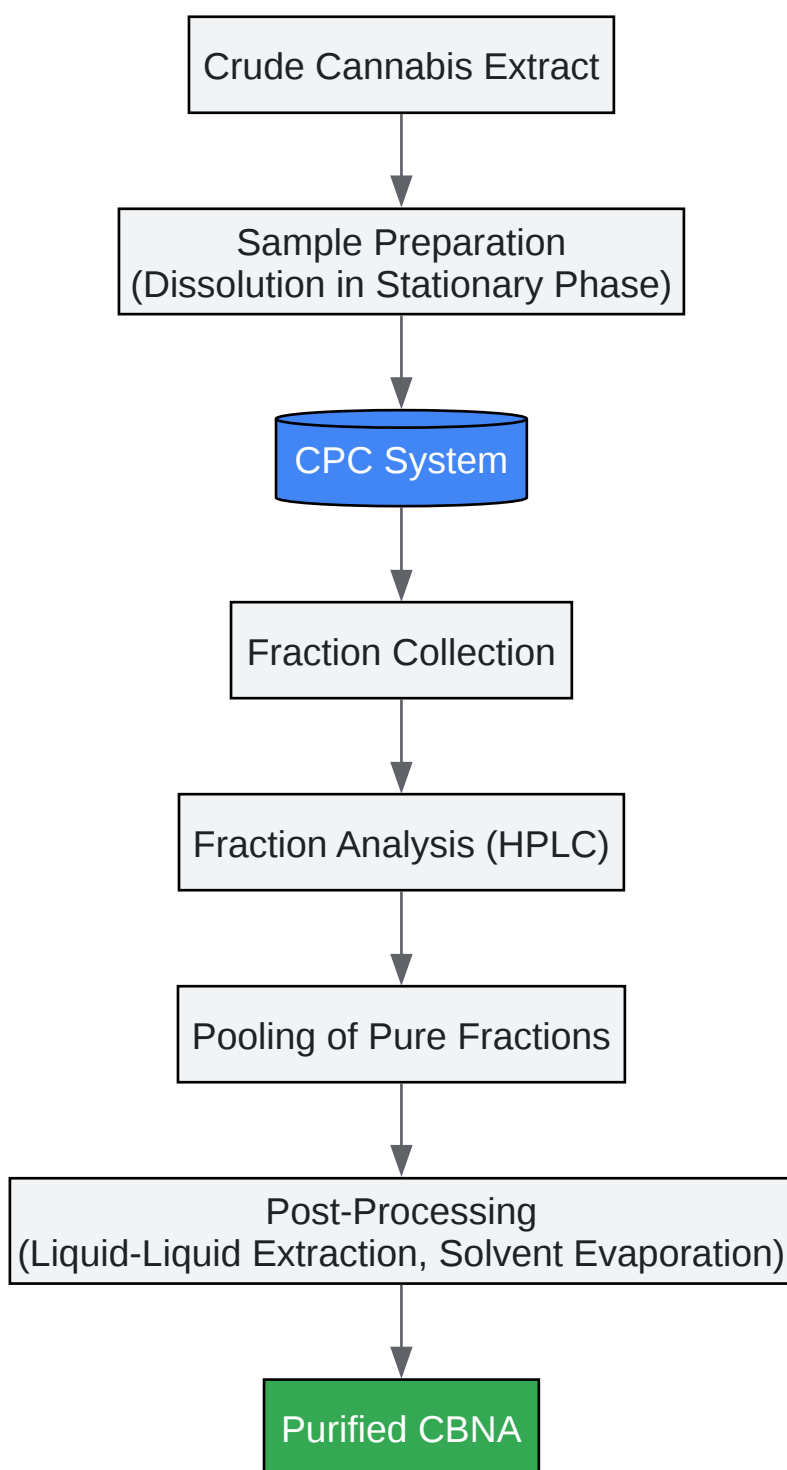 Crude Cannabis Extract
Sample Preparation
(Dissolution in Stationary Phase)
CPC System
Fraction Collection
Fraction Analysis (HPLC)
Pooling of Pure Fractions
Post-Processing
(Liquid-Liquid Extraction, Solvent Evaporation)
Purified CBNA